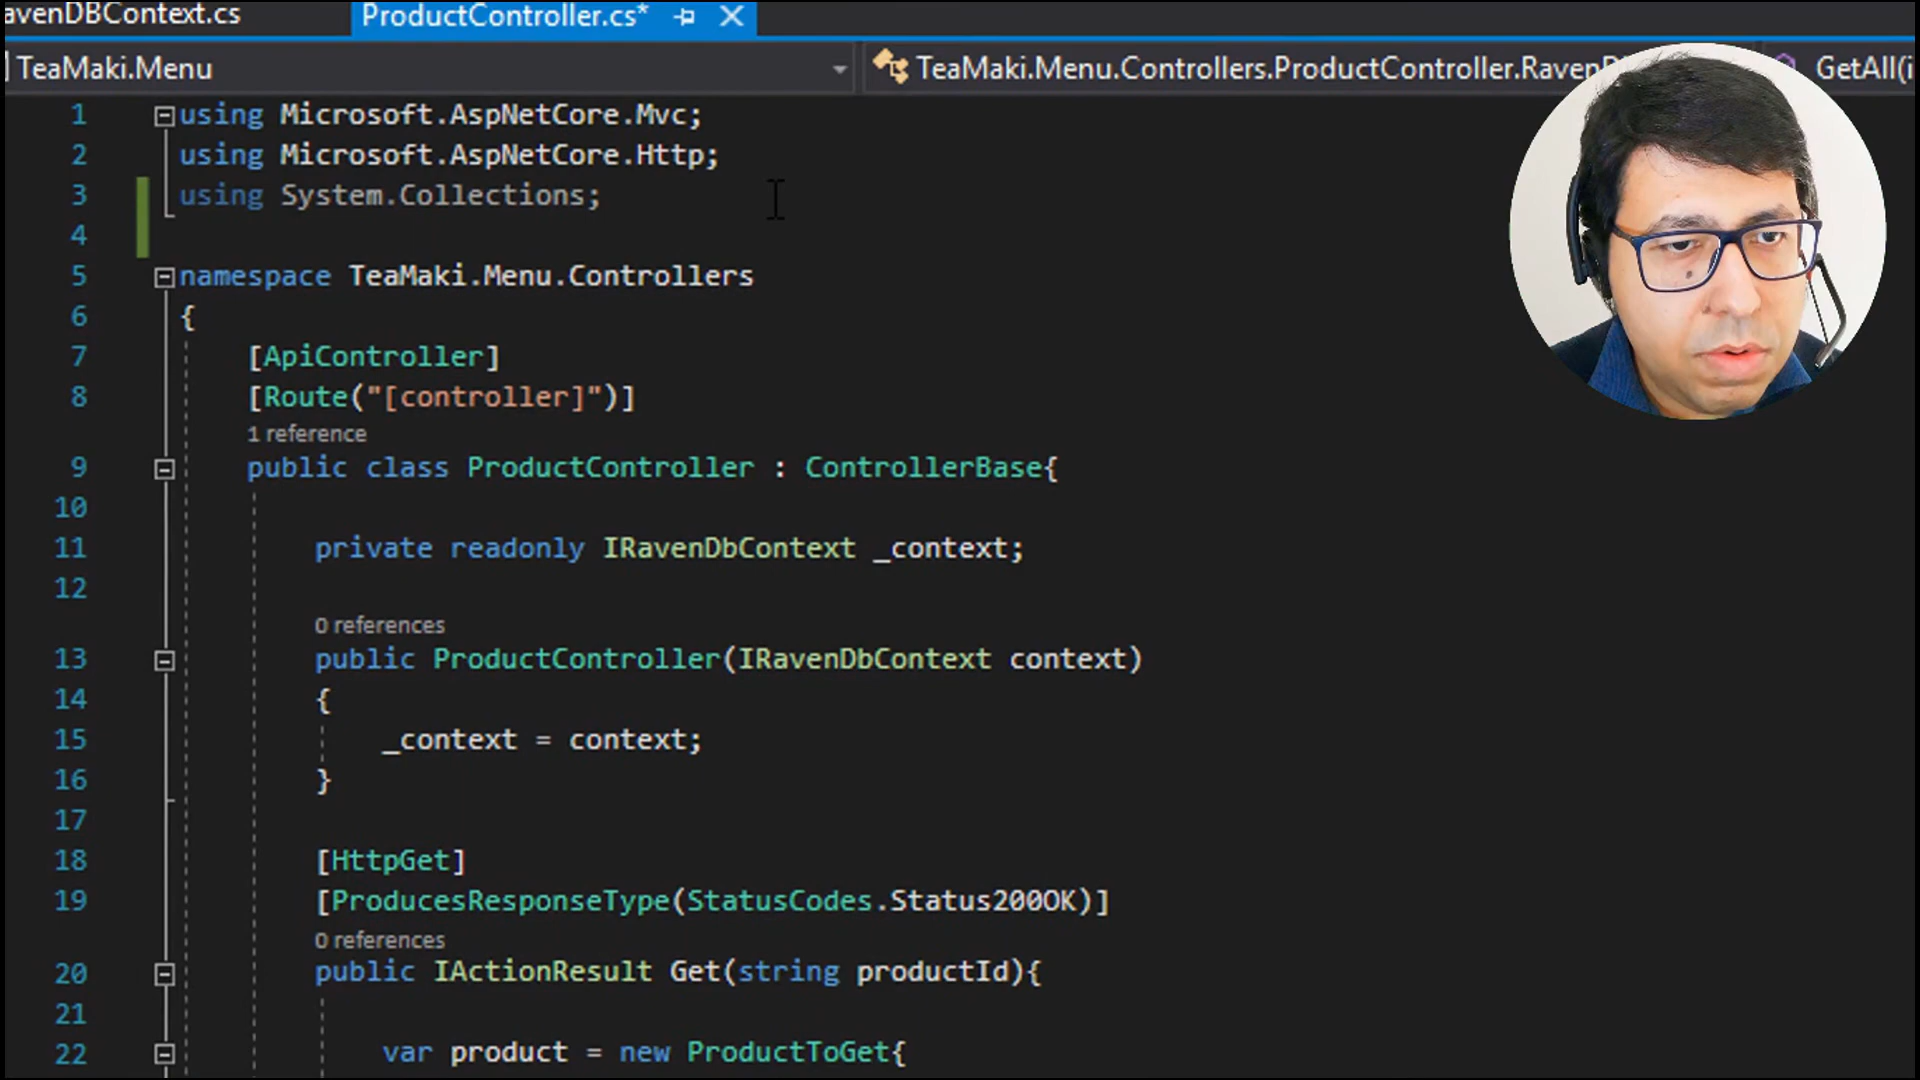 avenDBContext.cs
ProductController.cs*
TeaMaki.Menu
TeaMaki.Menu.Controllers.ProductController.Raven
GetAll(i
1 using Microsoft.AspNetCore.Mvc;
2 using Microsoft.AspNetCore.Http;
3 using System.Collections;
4
5 namespace TeaMaki.Menu.Controllers
6 {
7 [ApiController]
8 [Route("[controller]")]
1 reference
9 public class ProductController : ControllerBase{
10
11 private readonly IRavenDbContext _context;
12
0 references
13 public ProductController(IRavenDbContext context)
14 {
15 _context = context;
16 }
17
18 [HttpGet]
19 [ProducesResponseType(StatusCodes.Status200OK)]
0 references
20 public IActionResult Get(string productId){
21
22 var product = new ProductToGet{